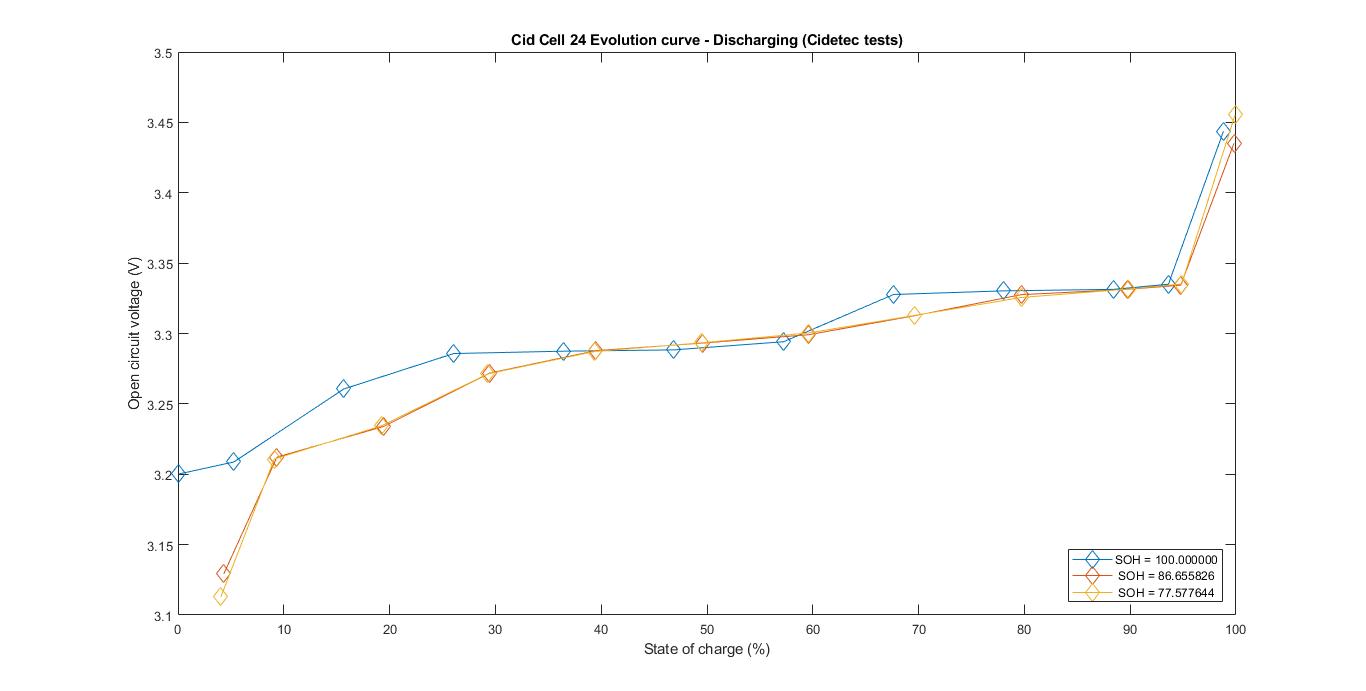 Cid Cell 24 Evolution curve - Discharging (Cidetec tests)
3.5
3.45
3.4
3.35
3.3
3.25
3.2
3.15
3.1
Open circuit voltage (V)
SOH = 100.000000
SOH = 86.655826
SOH = 77.577644
0 10 20 30 40 50 60 70 80 90 100
State of charge (%)